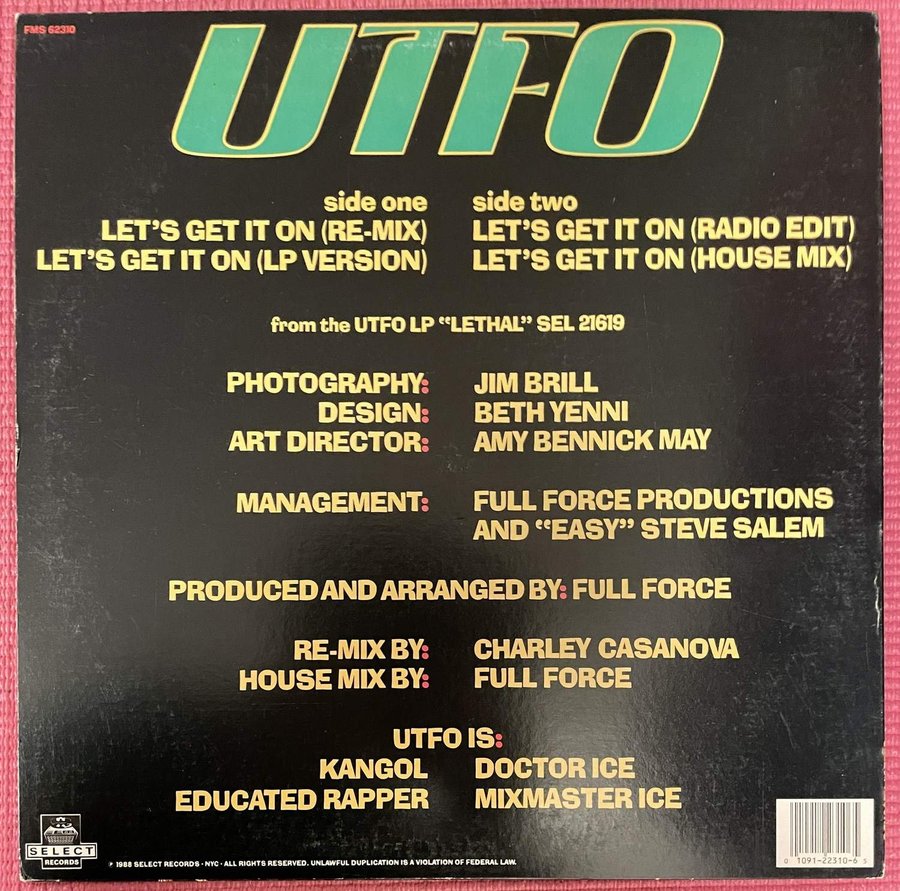 FMS 62310
UTFO
side one
LET'S GET IT ON (RE-MIX)
LET'S GET IT ON (LP VERSION)
side two
LET'S GET IT ON (RADIO EDIT)
LET'S GET IT ON (HOUSE MIX)
from the UTFO LP “LETHAL” SEL 21619
PHOTOGRAPHY: JIM BRILL
DESIGN: BETH YENNI
ART DIRECTOR: AMY BENNICK MAY
MANAGEMENT: FULL FORCE PRODUCTIONS
AND “EASY” STEVE SALEM
PRODUCED AND ARRANGED BY: FULL FORCE
RE-MIX BY: CHARLEY CASANOVA
HOUSE MIX BY: FULL FORCE
UTFO IS:
KANGOL DOCTOR ICE
EDUCATED RAPPER MIXMASTER ICE
SELECT
RECORDS
℗ 1988 SELECT RECORDS · NYC · ALL RIGHTS RESERVED. UNLAWFUL DUPLICATION IS A VIOLATION OF FEDERAL LAW.
0 1091-22310-6 5